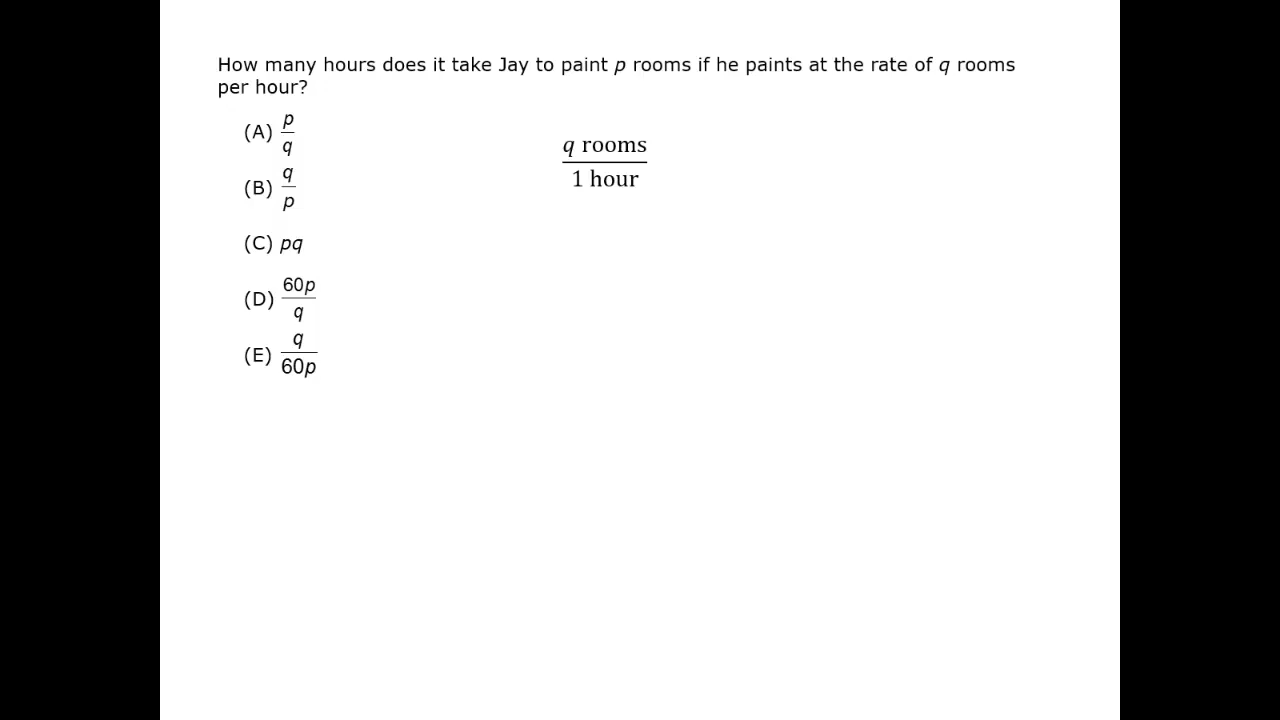 How many hours does it take Jay to paint p rooms if he paints at the rate of q rooms
per hour?
(A) p/q
(B) q/p
(C) pq
(D) 60p/q
(E) q/60p
q rooms
1 hour